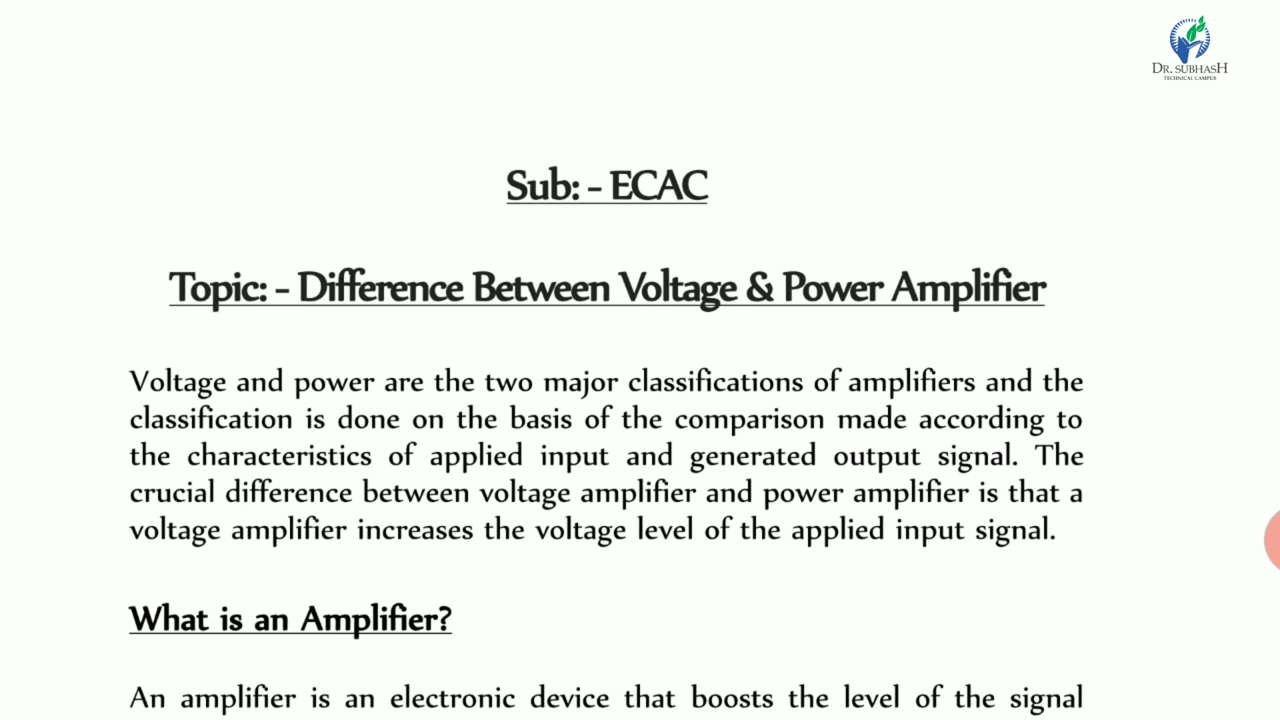 DR. SUBHASH
TECHNICAL CAMPUS
Sub: - ECAC
Topic: - Difference Between Voltage & Power Amplifier
Voltage and power are the two major classifications of amplifiers and the
classification is done on the basis of the comparison made according to
the characteristics of applied input and generated output signal. The
crucial difference between voltage amplifier and power amplifier is that a
voltage amplifier increases the voltage level of the applied input signal.
What is an Amplifier?
An amplifier is an electronic device that boosts the level of the signal